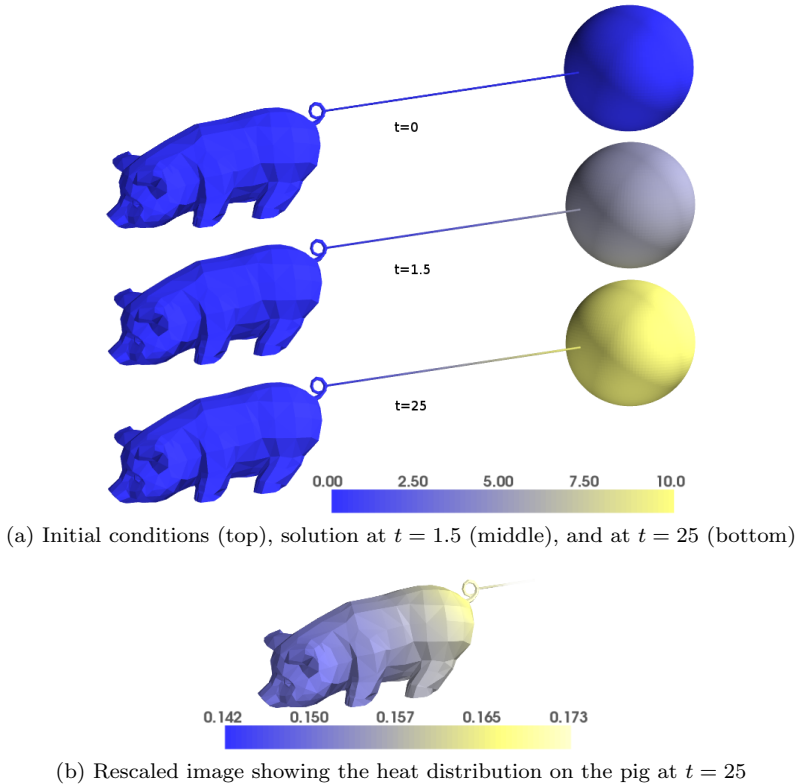 t=0
t=1.5
t=25
0.00 2.50 5.00 7.50 10.0
(a) Initial conditions (top), solution at t = 1.5 (middle), and at t = 25 (bottom)
0.142 0.150 0.157 0.165 0.173
(b) Rescaled image showing the heat distribution on the pig at t = 25